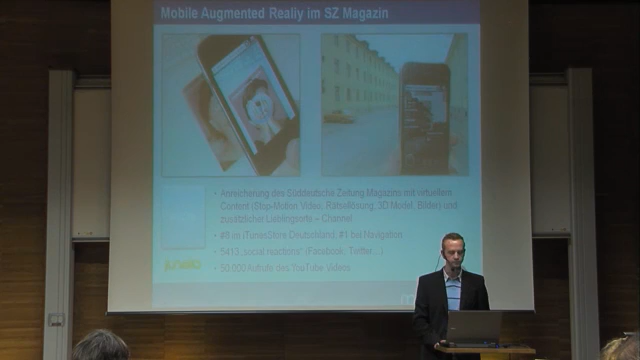 Mobile Augmented Really im SZ Magazin
• Anreicherung des Süddeutsche Zeitung Magazins mit virtuellem
Content (Stop-Motion Video, Rätsellösung, 3D Model, Bilder) und
zusätzlicher Lieblingsorte – Channel
• #8 im iTunesStore Deutschland, #1 bei Navigation
• 5413 „social reactions“ (Facebook, Twitter…)
• 50.000 Aufrufe des YouTube Videos